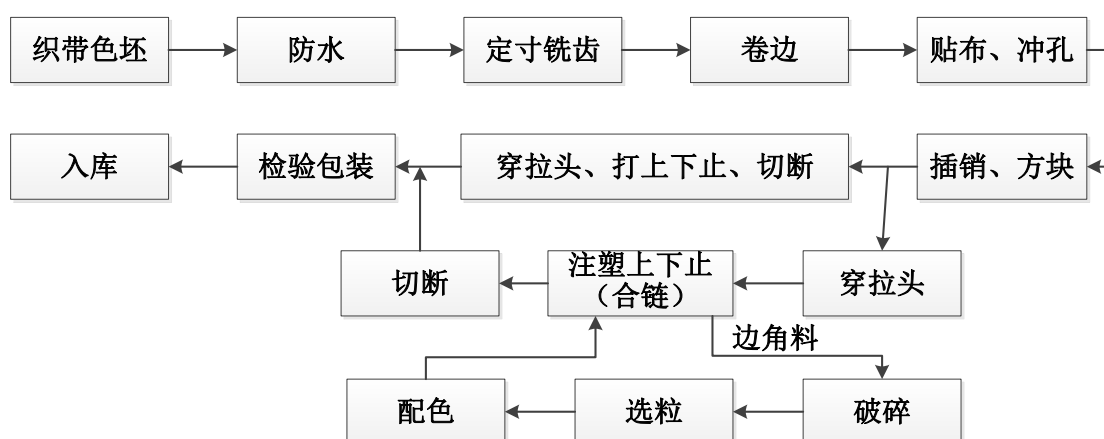 织带色坯
防水
定寸铣齿
卷边
贴布、冲孔
入库
检验包装
穿拉头、打上下止、切断
插销、方块
切断
注塑上下止
（合链）
穿拉头
边角料
配色
选粒
破碎